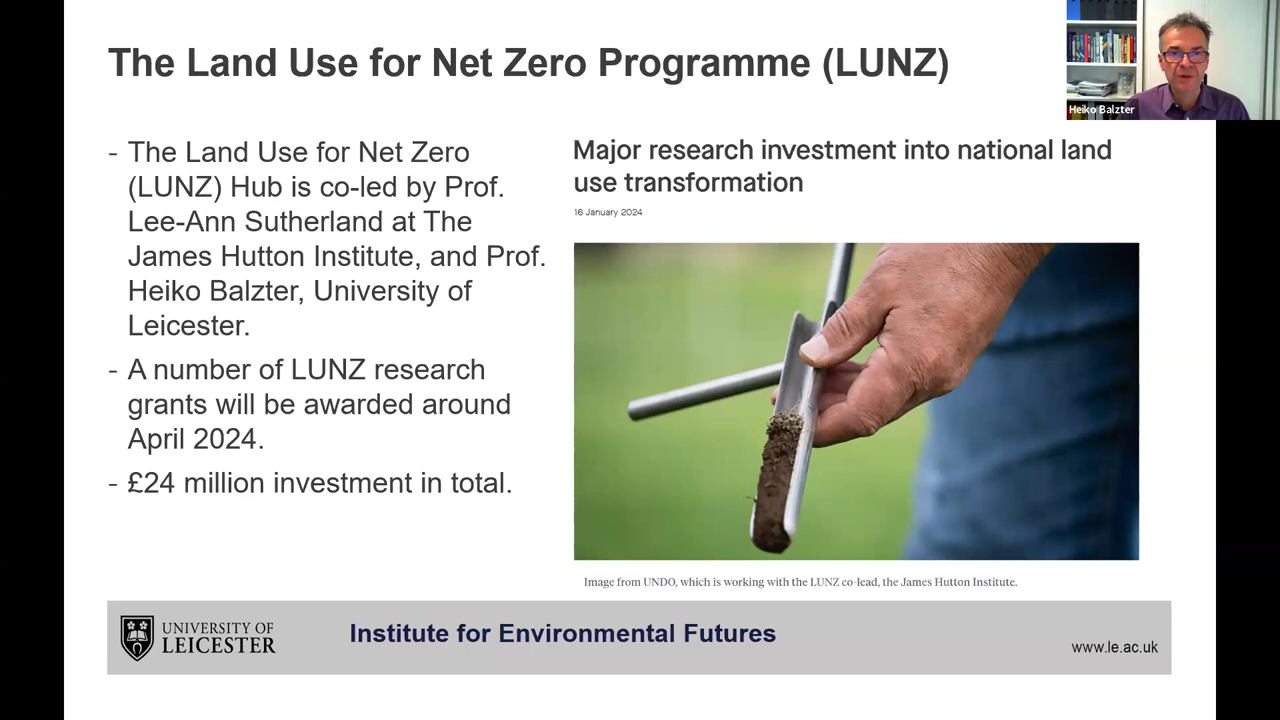 The Land Use for Net Zero Programme (LUNZ)
Heiko Balzter
- The Land Use for Net Zero
(LUNZ) Hub is co-led by Prof.
Lee-Ann Sutherland at The
James Hutton Institute, and Prof.
Heiko Balzter, University of
Leicester.
- A number of LUNZ research
grants will be awarded around
April 2024.
- £24 million investment in total.
Major research investment into national land
use transformation
16 January 2024
Image from UNDO, which is working with the LUNZ co-lead, the James Hutton Institute.
UNIVERSITY OF
LEICESTER
Institute for Environmental Futures
www.le.ac.uk